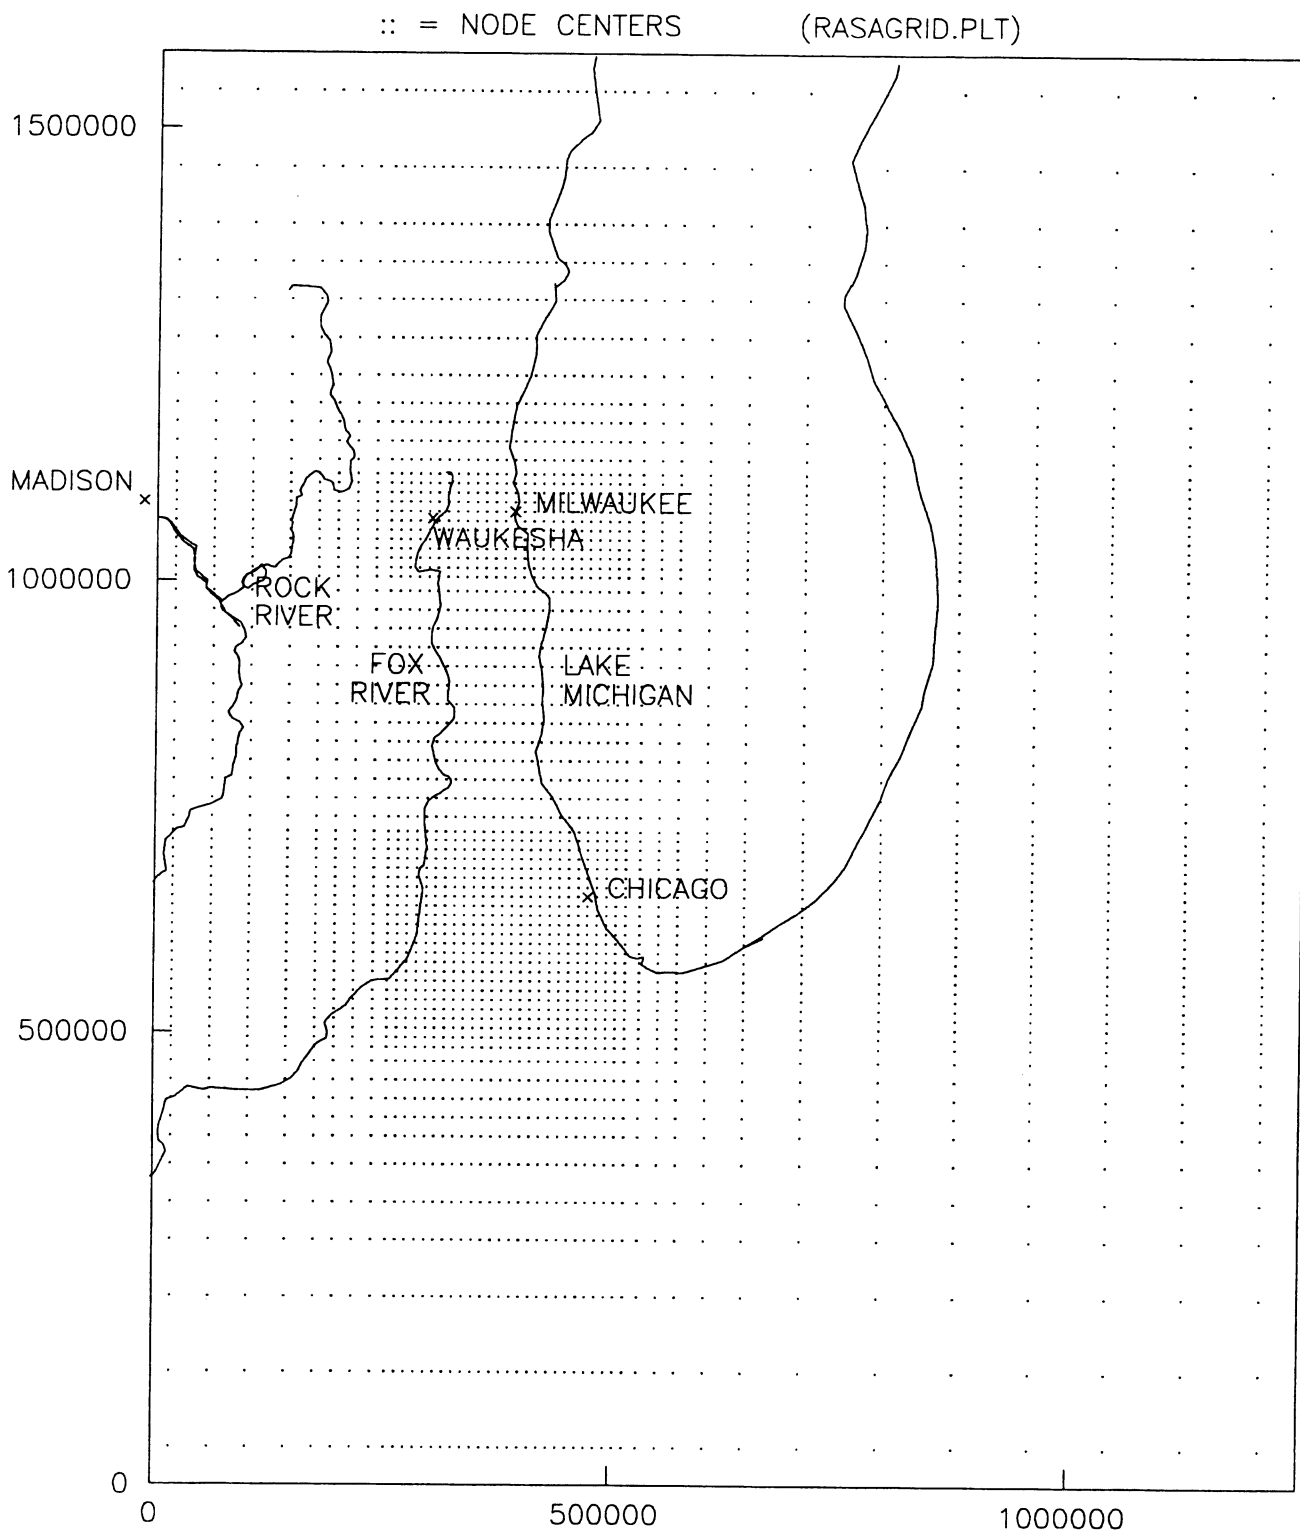 :: = NODE CENTERS (RASAGRID.PLT)
1500000
MADISON
MILWAUKEE
WAUKESHA
1000000
ROCK
RIVER
FOX
RIVER
LAKE
MICHIGAN
CHICAGO
500000
0
0 500000 1000000